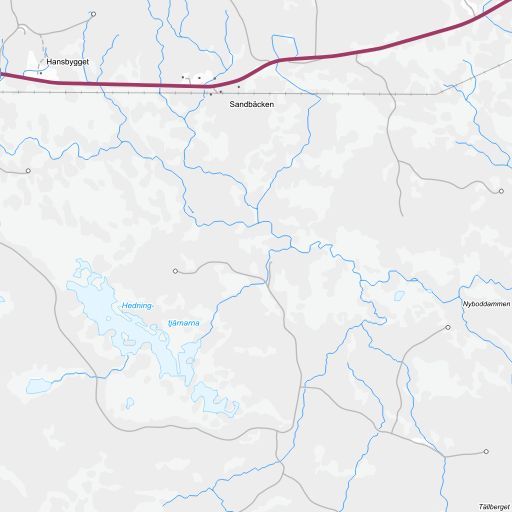 Hansbygget
Sandbäcken
Hedning-
tjärnarna
Nyboddammen
Tällberget